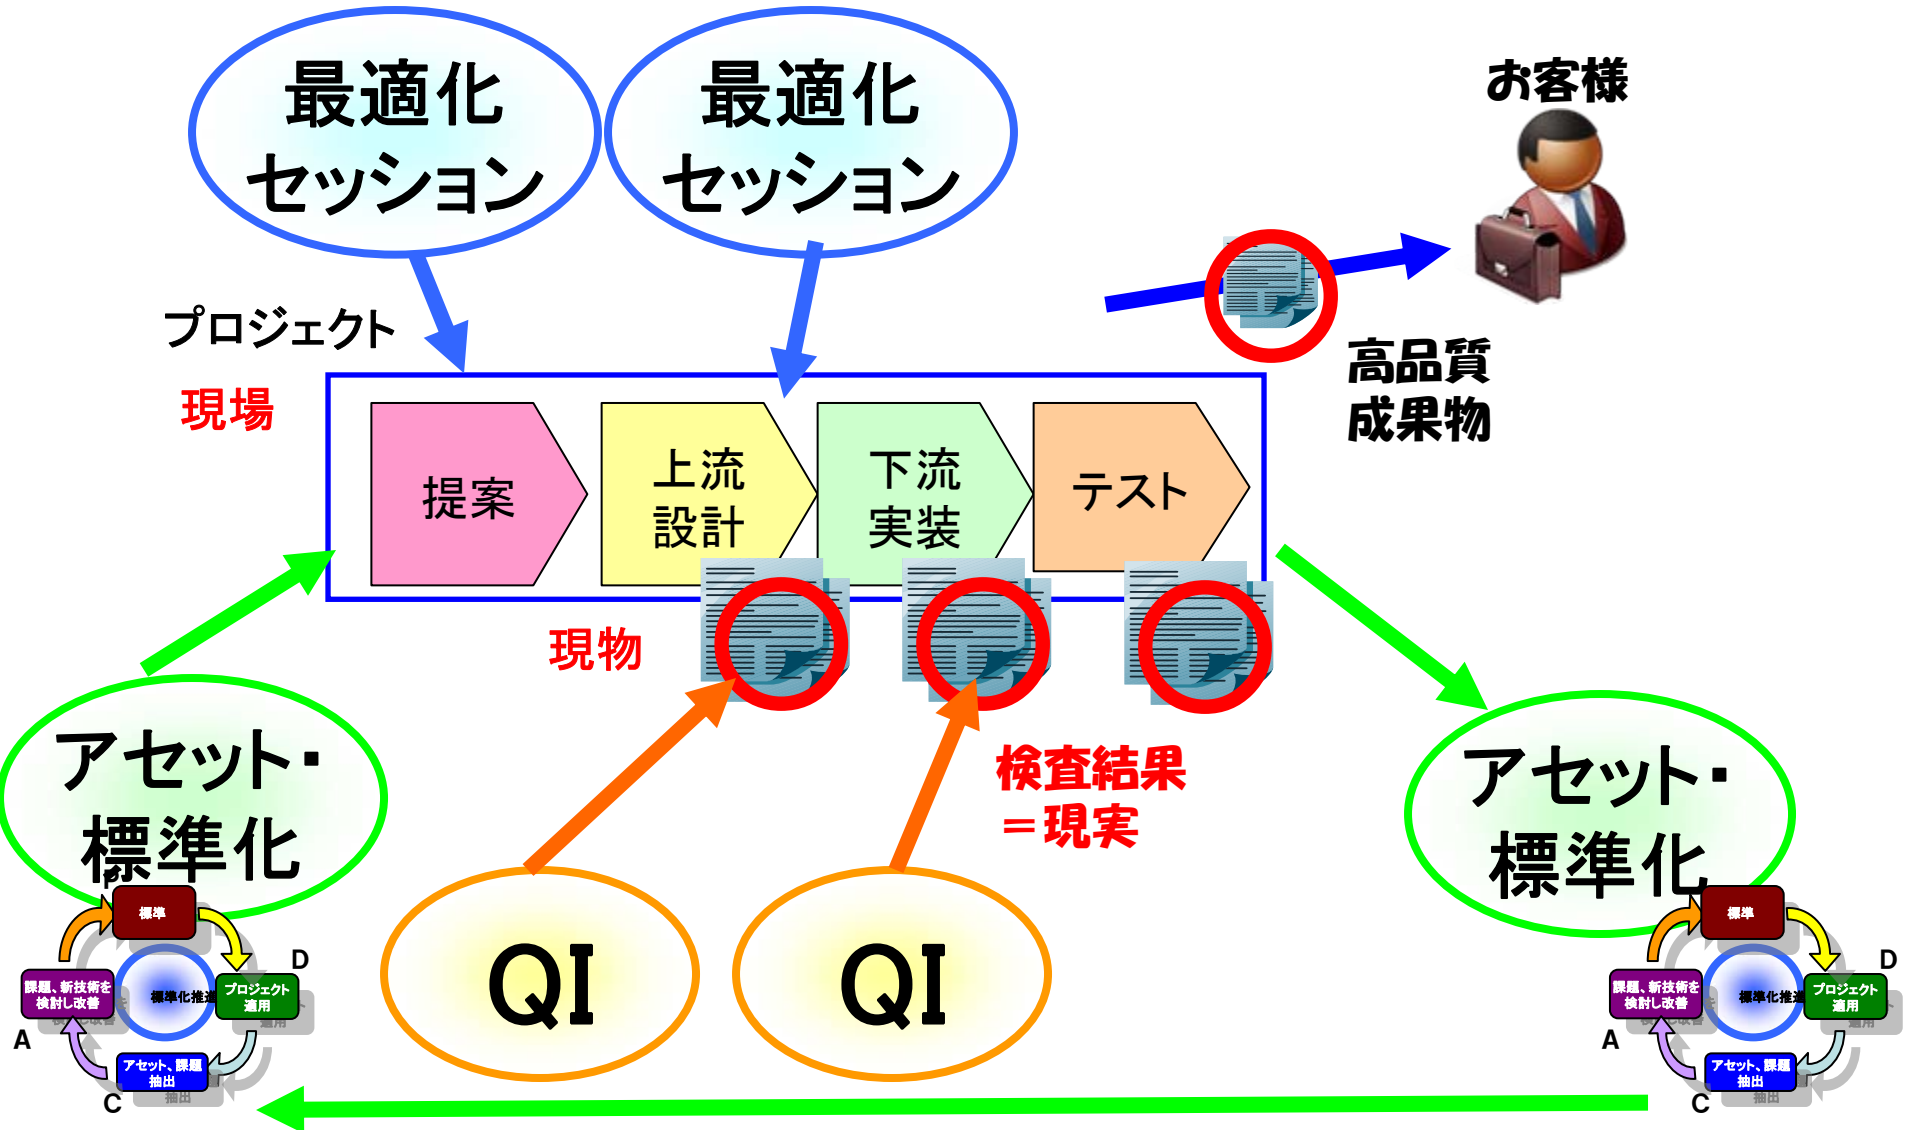 最適化
セッション
最適化
セッション
お客様
プロジェクト
現場
高品質
成果物
提案
上流
設計
下流
実装
テスト
現物
検査結果
＝現実
アセット・
標準化
アセット・
標準化
QI
QI
P
標準
D
課題、新技術を
検討し改善
標準化推進
プロジェクト
適用
A
アセット、課題
抽出
C
標準
D
課題、新技術を
検討し改善
標準化推進
プロジェクト
適用
A
アセット、課題
抽出
C